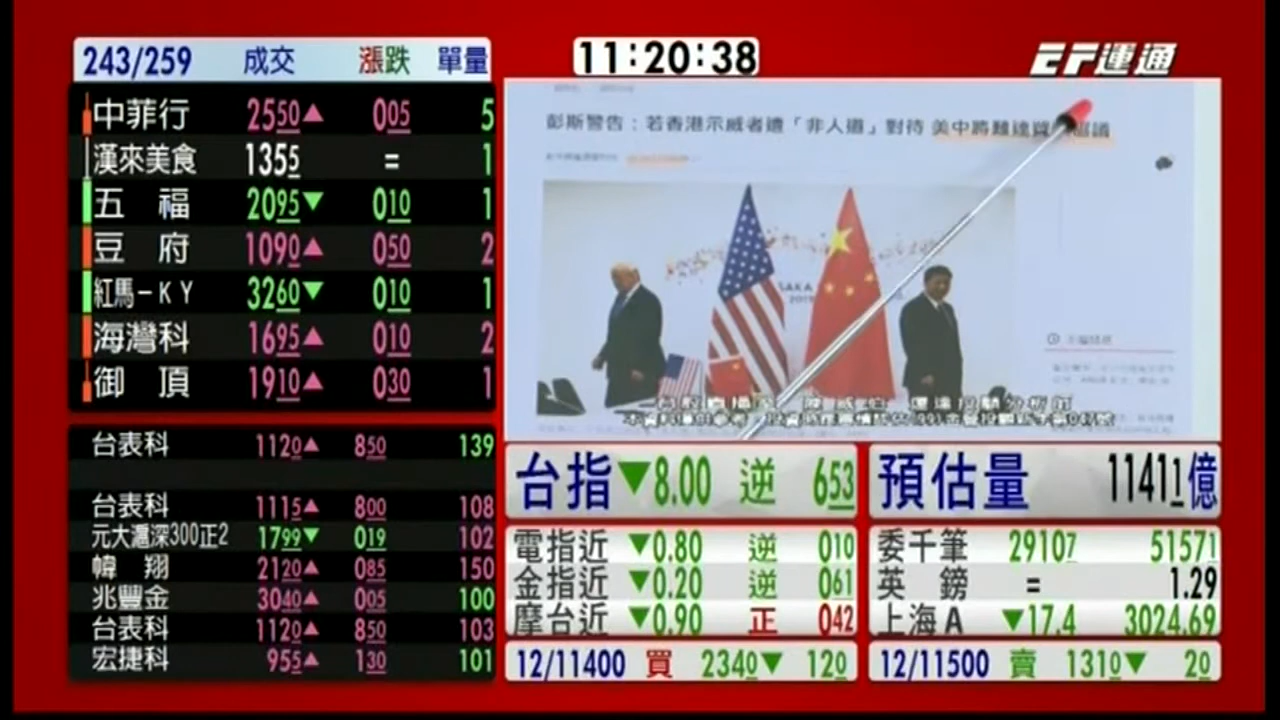 243/259 成交 漲跌 單量
中菲行 2550▲ 005 5
漢來美食 1355 = 1
五 福 2095▼ 010 1
豆 府 1090▲ 050 2
紅馬-KY 3260▼ 010 1
海灣科 1695▲ 010 2
御 頂 1910▲ 030 1
台表科 1120▲ 850 139
台表科 1115▲ 800 108
元大滬深300正2 1799▼ 019 102
幃 翔 2120▲ 085 150
兆豐金 3040▲ 005 100
台表科 1120▲ 850 103
宏捷科 955▲ 130 101
11:20:38
運通
彭斯警告：若香港示威者遭「非人道」對待 美中將難達貿 協議
SAKA
2019
台指▼8.00 逆 653
預估量 11411億
電指近 ▼0.80 逆 010
金指近 ▼0.20 逆 061
摩台近 ▼0.90 正 042
委千筆 29107 51571
英 鎊 = 1.29
上海A ▼17.4 3024.69
12/11400 買 2340▼ 120
12/11500 賣 1310▼ 20